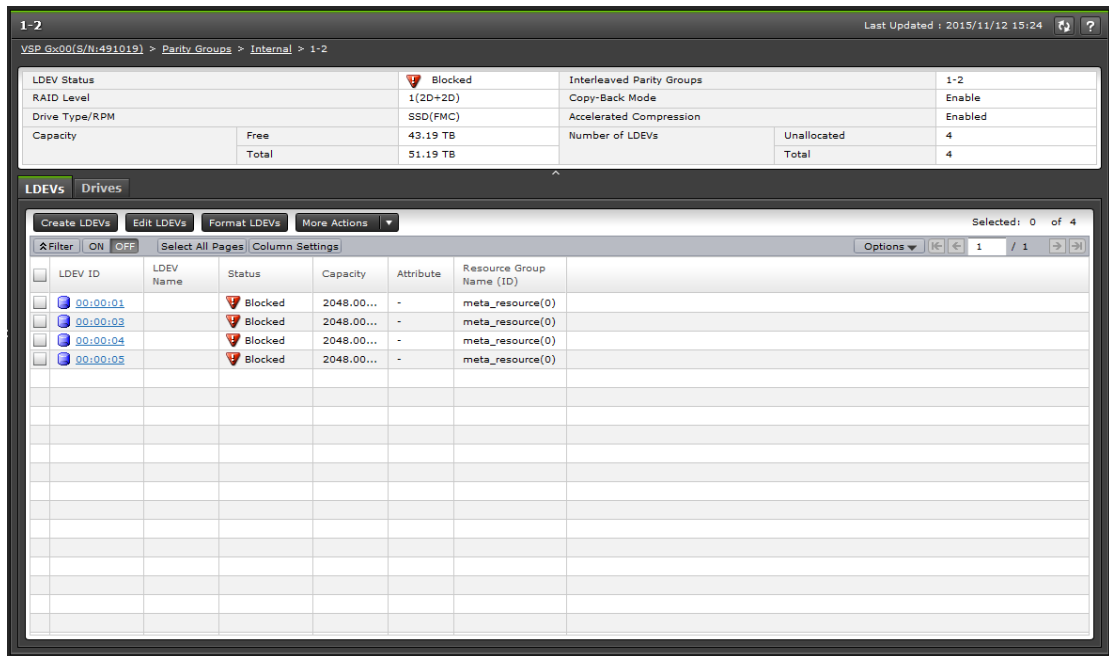 1-2 Last Updated : 2015/11/12 15:24 ?
VSP Gx00(S/N:491019) > Parity Groups > Internal > 1-2
LDEV Status Blocked Interleaved Parity Groups 1-2
RAID Level 1(2D+2D) Copy-Back Mode Enable
Drive Type/RPM SSD(FMC) Accelerated Compression Enabled
Capacity Free 43.19 TB Number of LDEVs Unallocated 4
Total 51.19 TB Total 4
LDEVs Drives
Create LDEVs Edit LDEVs Format LDEVs More Actions Selected: 0 of 4
Filter ON OFF Select All Pages Column Settings Options 1 / 1
LDEV ID LDEV Name Status Capacity Attribute Resource Group Name (ID)
00:00:01 Blocked 2048.00... - meta_resource(0)
00:00:03 Blocked 2048.00... - meta_resource(0)
00:00:04 Blocked 2048.00... - meta_resource(0)
00:00:05 Blocked 2048.00... - meta_resource(0)